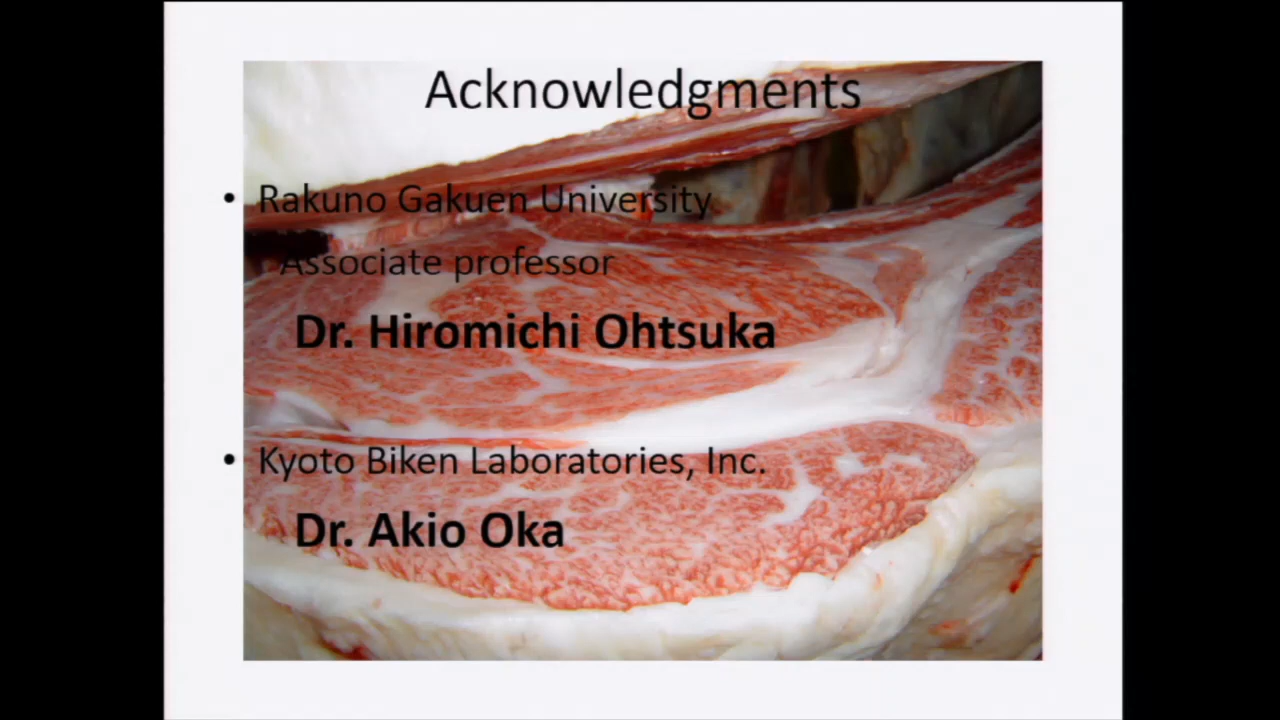 Acknowledgments
• Rakuno Gakuen University
Associate professor
Dr. Hiromichi Ohtsuka
• Kyoto Biken Laboratories, Inc.
Dr. Akio Oka